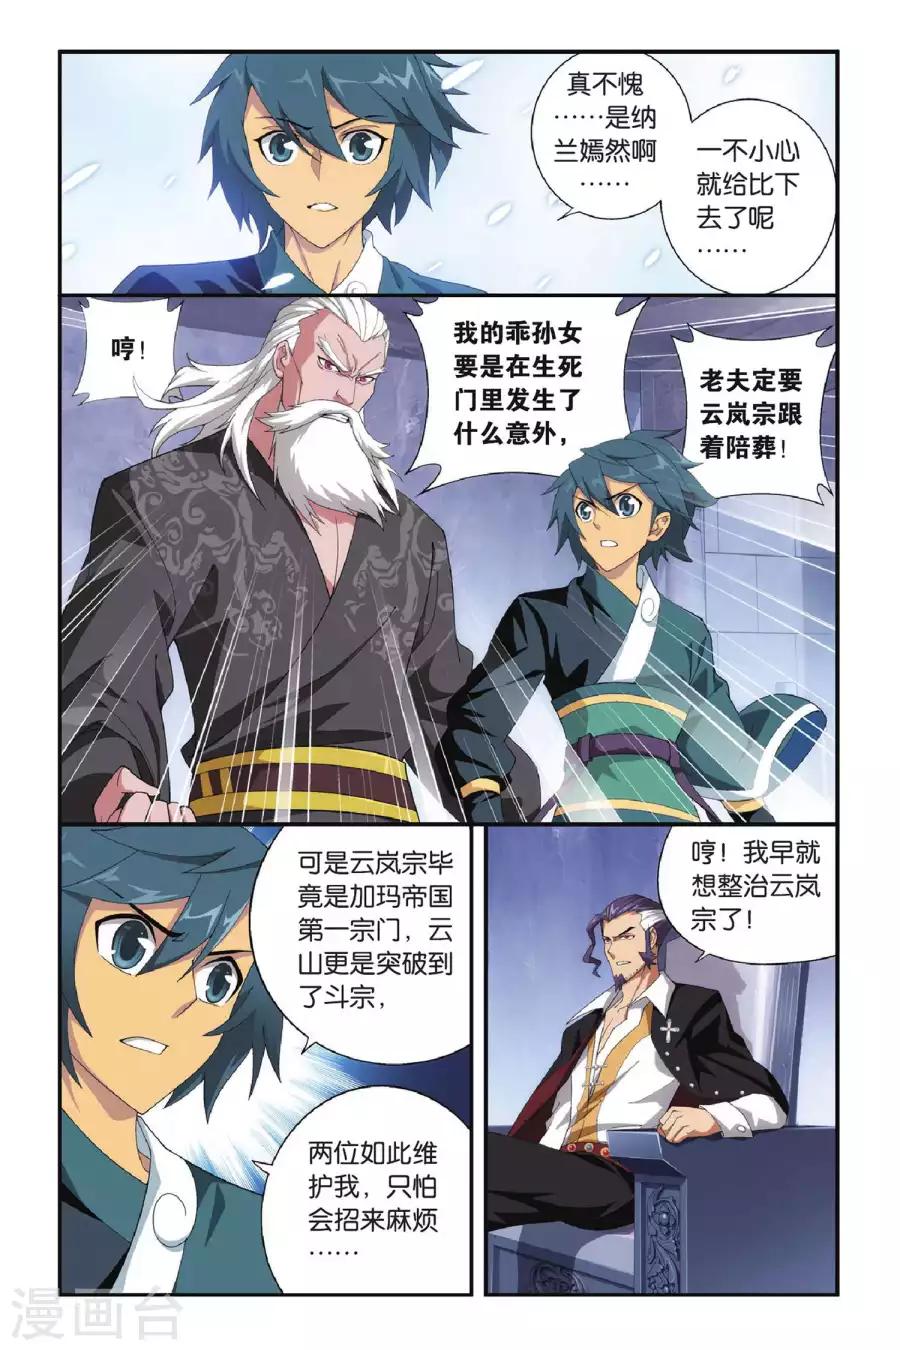 真不愧
……是纳
兰嫣然啊
……
一不小心
就给比下
去了呢
……
哼！
我的乖孙女
要是在生死
门里发生了
什么意外，
老夫定要
云岚宗跟
着陪葬！
可是云岚宗毕
竟是加玛帝国
第一宗门，云
山更是突破到
了斗宗，
两位如此维
护我，只怕
会招来麻烦
……
哼！我早就
想整治云岚
宗了！
漫画台